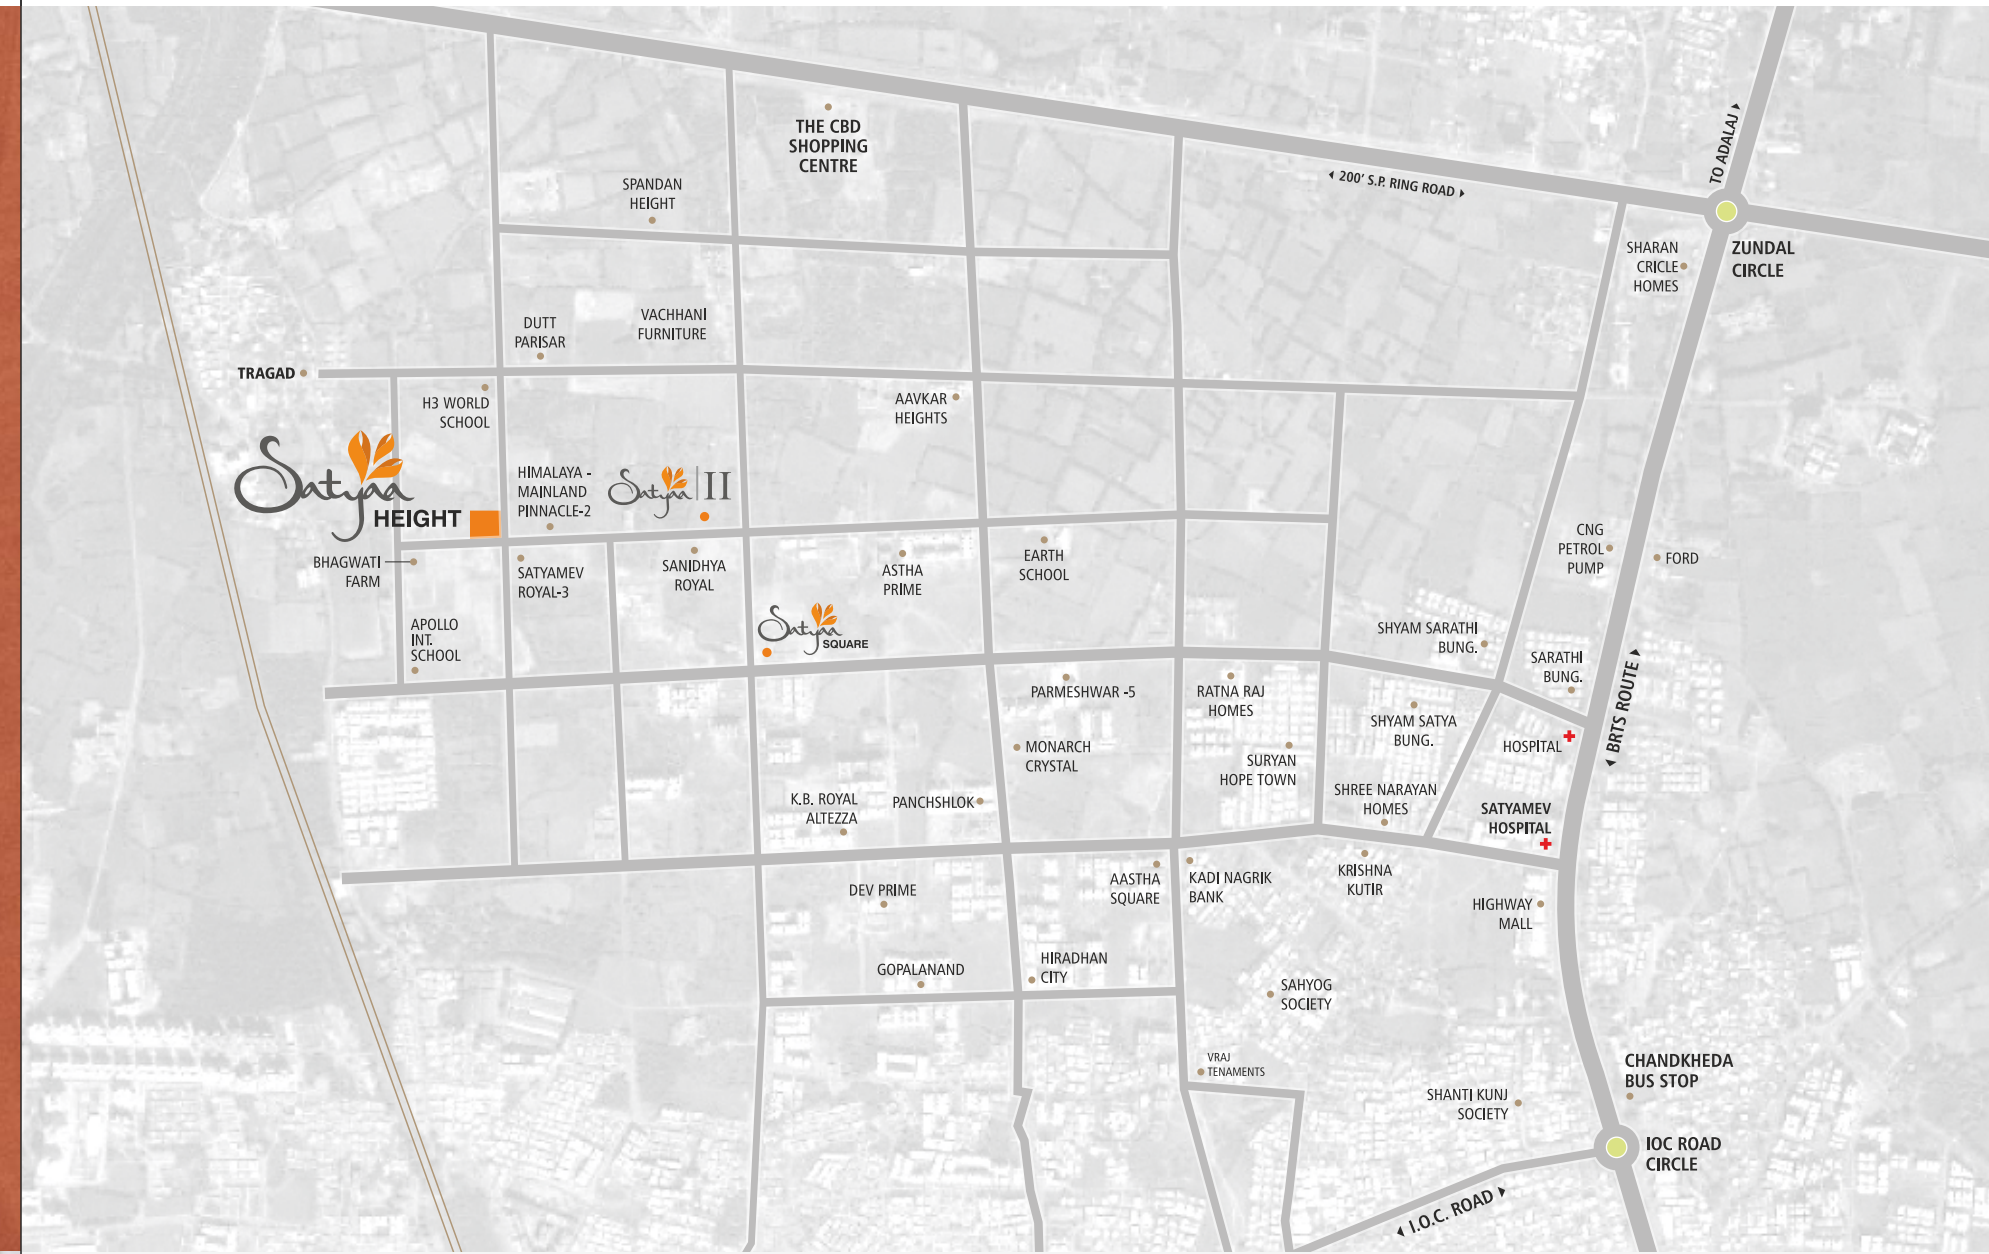 THE CBD
SHOPPING
CENTRE
TO ADALAJ
200' S.P. RING ROAD
SPANDAN
HEIGHT
ZUNDAL
CIRCLE
SHARAN
CRICLE
HOMES
DUTT
PARISAR
VACHHANI
FURNITURE
TRAGAD
H3 WORLD
SCHOOL
AAVKAR
HEIGHTS
Satyaa
HEIGHT
HIMALAYA -
MAINLAND
PINNACLE-2
Satyaa II
BHAGWATI
FARM
SATYAMEV
ROYAL-3
SANIDHYA
ROYAL
ASTHA
PRIME
EARTH
SCHOOL
CNG
PETROL
PUMP
FORD
APOLLO
INT.
SCHOOL
Satyaa
SQUARE
SHYAM SARATHI
BUNG.
SARATHI
BUNG.
BRTS ROUTE
PARMESHWAR -5
RATNA RAJ
HOMES
SHYAM SATYA
BUNG.
HOSPITAL
MONARCH
CRYSTAL
SURYAN
HOPE TOWN
K.B. ROYAL
ALTEZZA
PANCHSHLOK
SHREE NARAYAN
HOMES
SATYAMEV
HOSPITAL
DEV PRIME
AASTHA
SQUARE
KADI NAGRIK
BANK
KRISHNA
KUTIR
HIGHWAY
MALL
GOPALANAND
HIRADHAN
CITY
SAHYOG
SOCIETY
VRAJ
TENAMENTS
SHANTI KUNJ
SOCIETY
CHANDKHEDA
BUS STOP
IOC ROAD
CIRCLE
I.O.C. ROAD